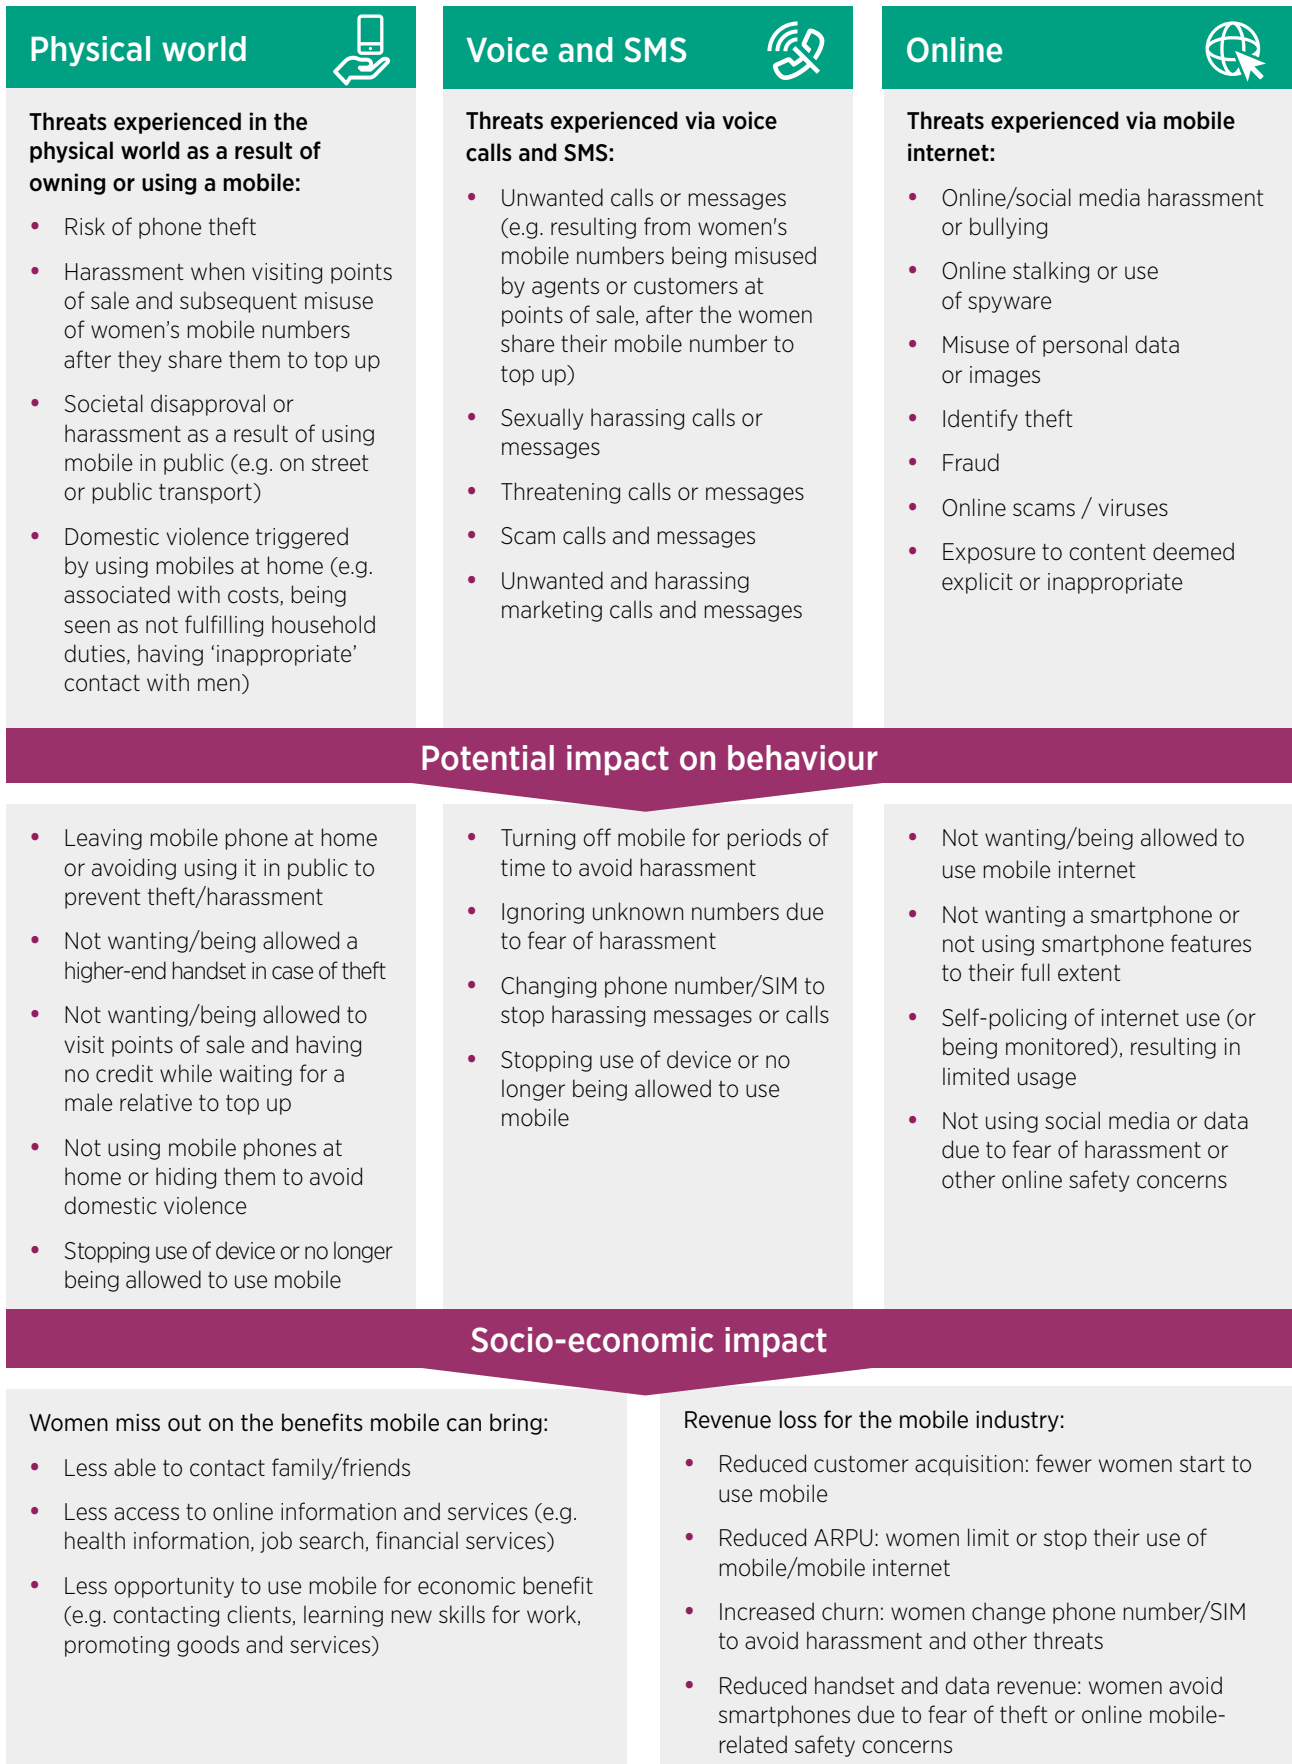 Physical world
Threats experienced in the
physical world as a result of
owning or using a mobile:
• Risk of phone theft
• Harassment when visiting points
of sale and subsequent misuse
of women’s mobile numbers
after they share them to top up
• Societal disapproval or
harassment as a result of using
mobile in public (e.g. on street
or public transport)
• Domestic violence triggered
by using mobiles at home (e.g.
associated with costs, being
seen as not fulfilling household
duties, having ‘inappropriate’
contact with men)
Voice and SMS
Threats experienced via voice
calls and SMS:
• Unwanted calls or messages
(e.g. resulting from women's
mobile numbers being misused
by agents or customers at
points of sale, after the women
share their mobile number to
top up)
• Sexually harassing calls or
messages
• Threatening calls or messages
• Scam calls and messages
• Unwanted and harassing
marketing calls and messages
Online
Threats experienced via mobile
internet:
• Online/social media harassment
or bullying
• Online stalking or use
of spyware
• Misuse of personal data
or images
• Identify theft
• Fraud
• Online scams / viruses
• Exposure to content deemed
explicit or inappropriate
Potential impact on behaviour
• Leaving mobile phone at home
or avoiding using it in public to
prevent theft/harassment
• Not wanting/being allowed a
higher-end handset in case of theft
• Not wanting/being allowed to
visit points of sale and having
no credit while waiting for a
male relative to top up
• Not using mobile phones at
home or hiding them to avoid
domestic violence
• Stopping use of device or no longer
being allowed to use mobile
• Turning off mobile for periods of
time to avoid harassment
• Ignoring unknown numbers due
to fear of harassment
• Changing phone number/SIM to
stop harassing messages or calls
• Stopping use of device or no
longer being allowed to use
mobile
• Not wanting/being allowed to
use mobile internet
• Not wanting a smartphone or
not using smartphone features
to their full extent
• Self-policing of internet use (or
being monitored), resulting in
limited usage
• Not using social media or data
due to fear of harassment or
other online safety concerns
Socio-economic impact
Women miss out on the benefits mobile can bring:
• Less able to contact family/friends
• Less access to online information and services (e.g.
health information, job search, financial services)
• Less opportunity to use mobile for economic benefit
(e.g. contacting clients, learning new skills for work,
promoting goods and services)
Revenue loss for the mobile industry:
• Reduced customer acquisition: fewer women start to
use mobile
• Reduced ARPU: women limit or stop their use of
mobile/mobile internet
• Increased churn: women change phone number/SIM
to avoid harassment and other threats
• Reduced handset and data revenue: women avoid
smartphones due to fear of theft or online mobile-
related safety concerns